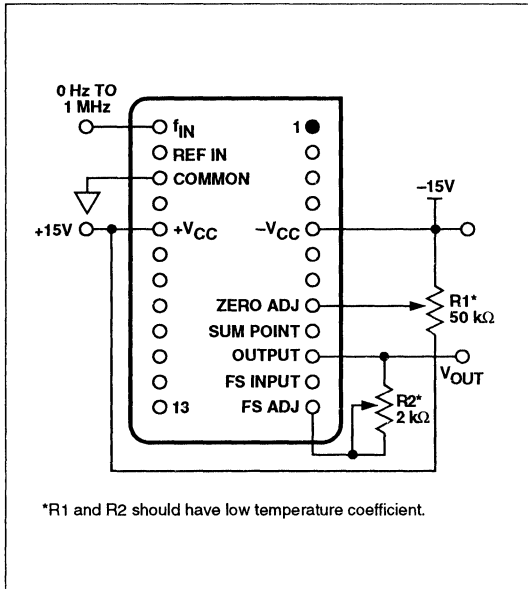 0 Hz TO
1 MHz
fIN
1
REF IN
COMMON
–15V
+15V
+VCC
–VCC
ZERO ADJ
R1*
50 kΩ
SUM POINT
OUTPUT
VOUT
FS INPUT
R2*
2 kΩ
13
FS ADJ
*R1 and R2 should have low temperature coefficient.